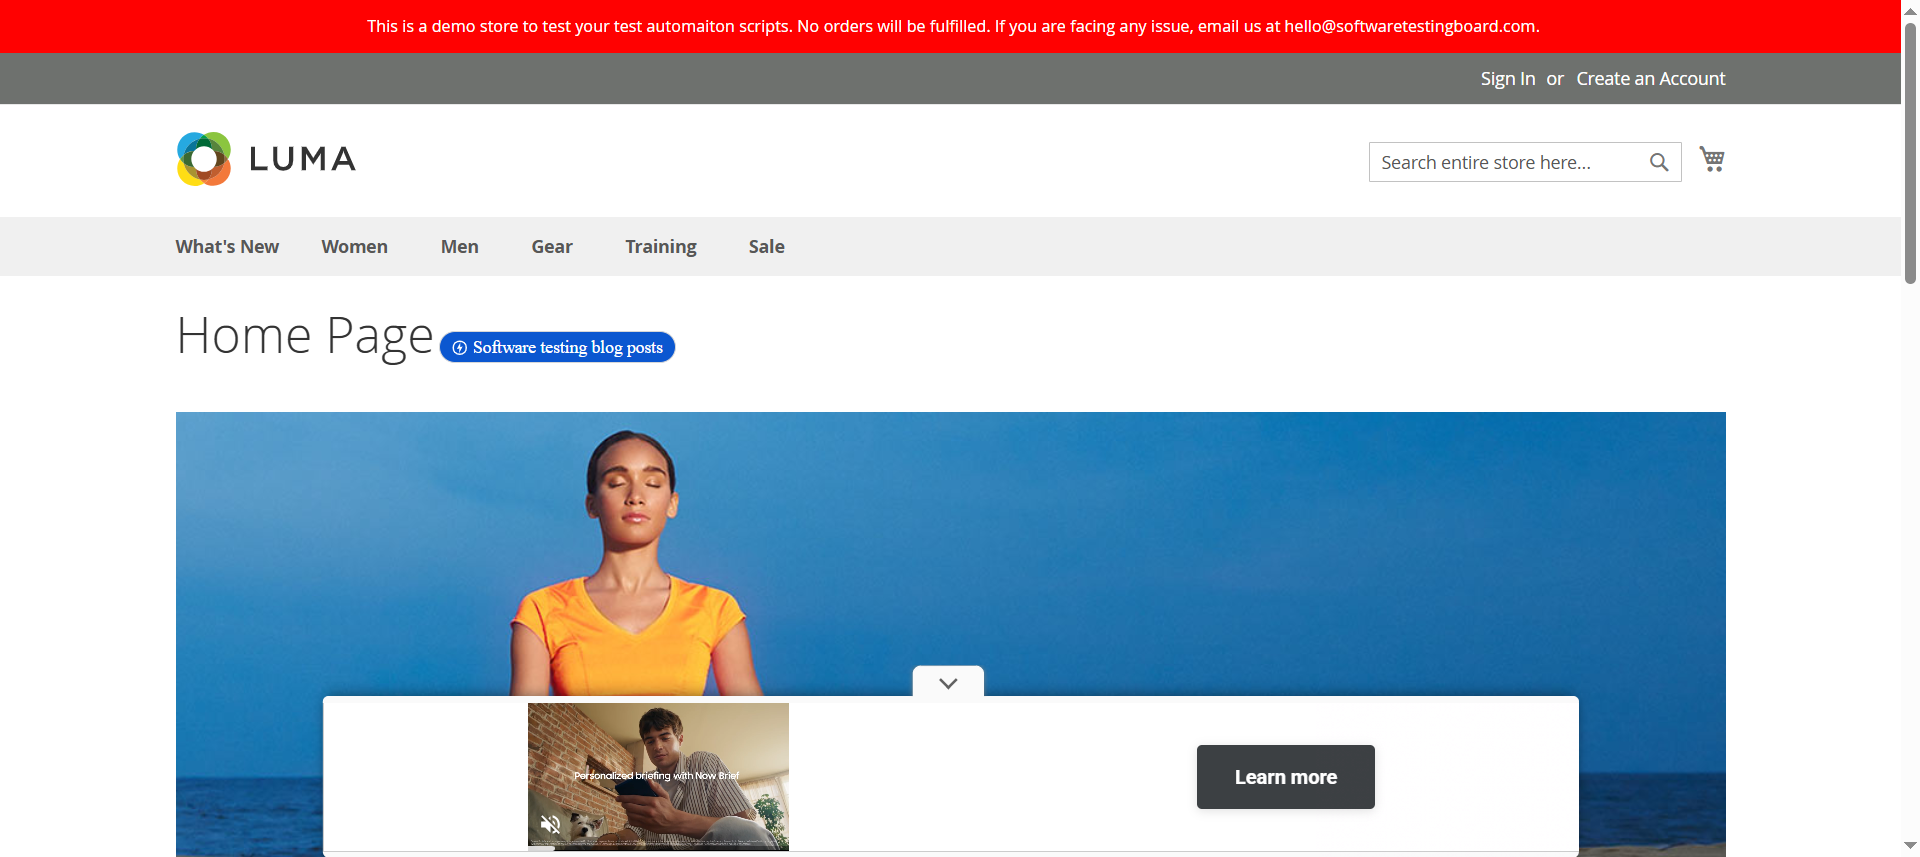 This is a demo store to test your test automaiton scripts. No orders will be fulfilled. If you are facing any issue, email us at hello@softwaretestingboard.com.
Sign In or Create an Account
LUMA
Search entire store here...
What's New Women Men Gear Training Sale
Home Page Software testing blog posts
Personalized briefing with Now Brief
Learn more